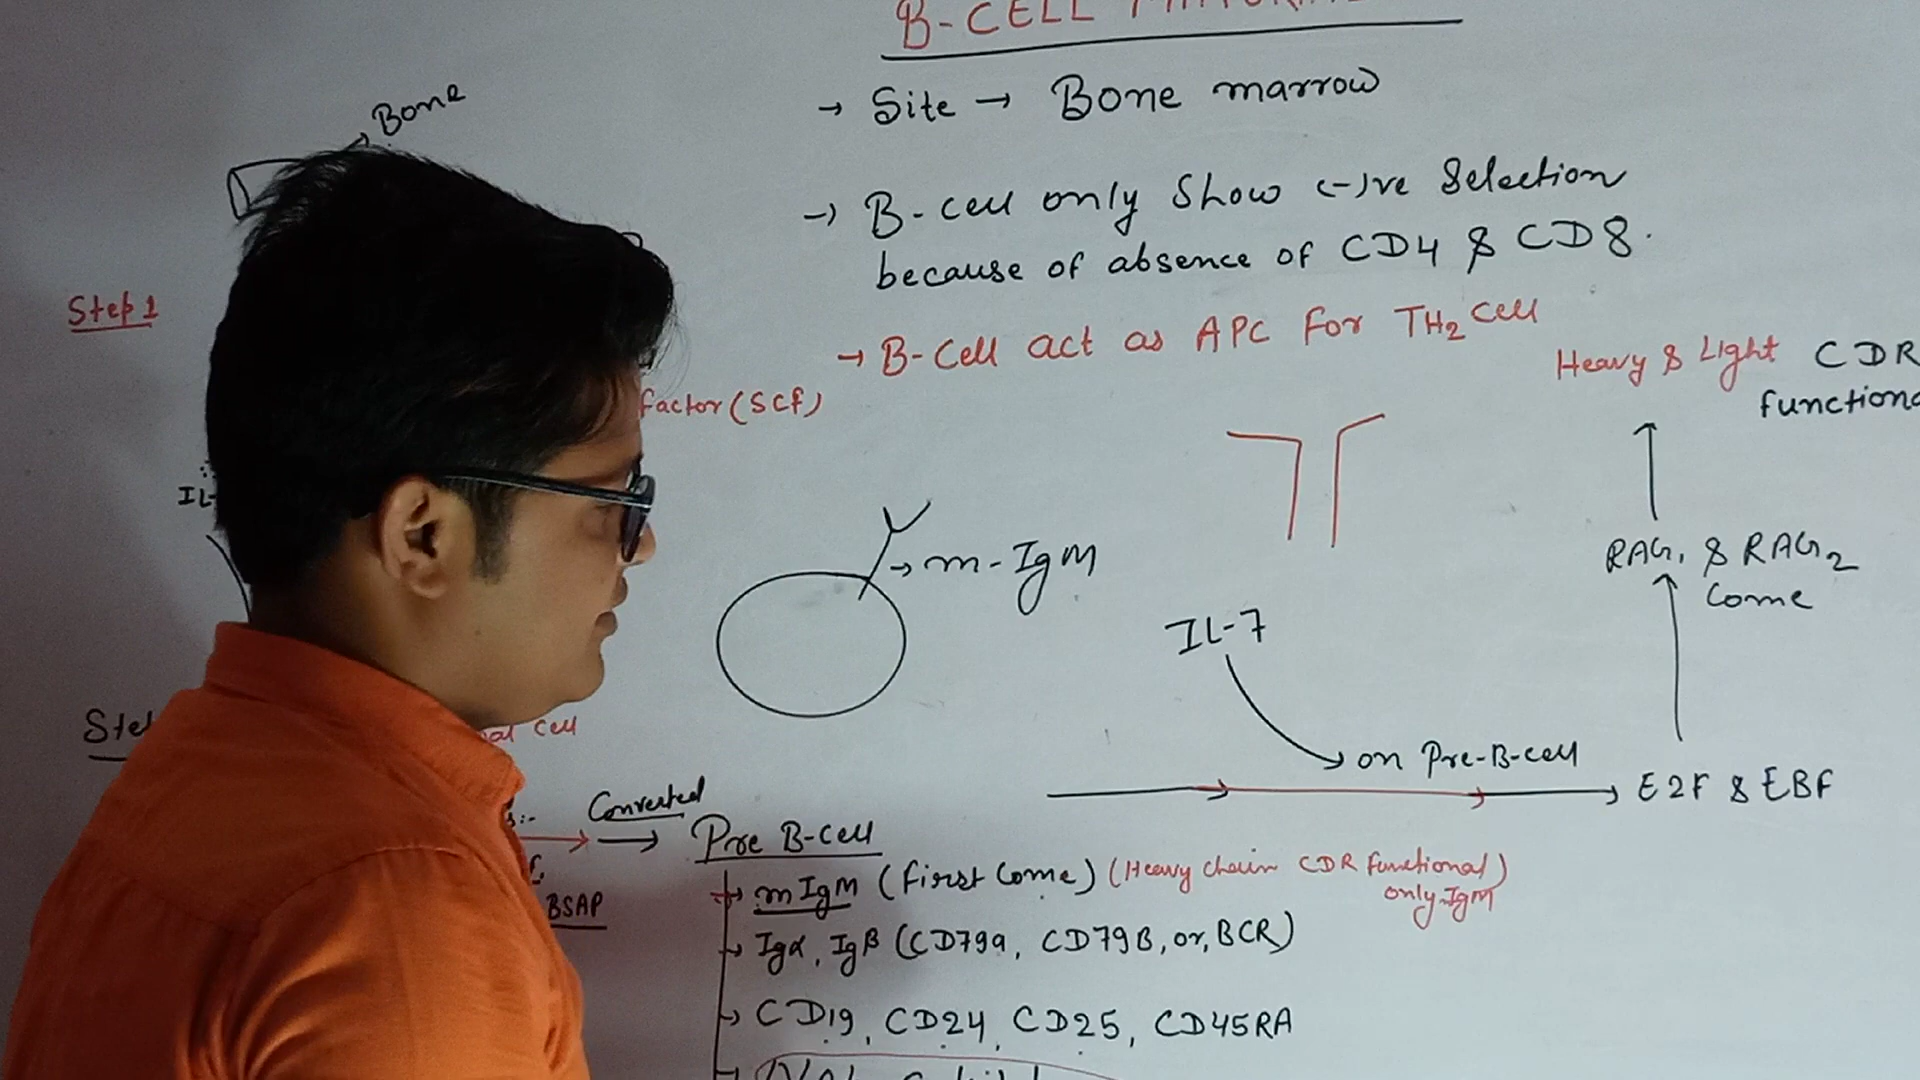 B-CELL
→ Site → Bone marrow
Bone
→ B-cell only Show (-)ve Selection
because of absence of CD4 & CD8.
Step 1
→ B-Cell act as APC For TH2 Cell
Heavy & Light CDR
functiona
factor (SCf)
IL-
→ m-IgM
RAG1 & RAG2
Come
IL-7
cell
→ on Pre-B-cell
→ E2F & EBF
Converted
→ Pre B-cell
→ mIgM (first Come) (Heavy chain CDR functional)
only IgM
BSAP
→ Igα, Igβ (CD79a, CD79B, or, BCR)
→ CD19, CD24, CD25, CD45RA